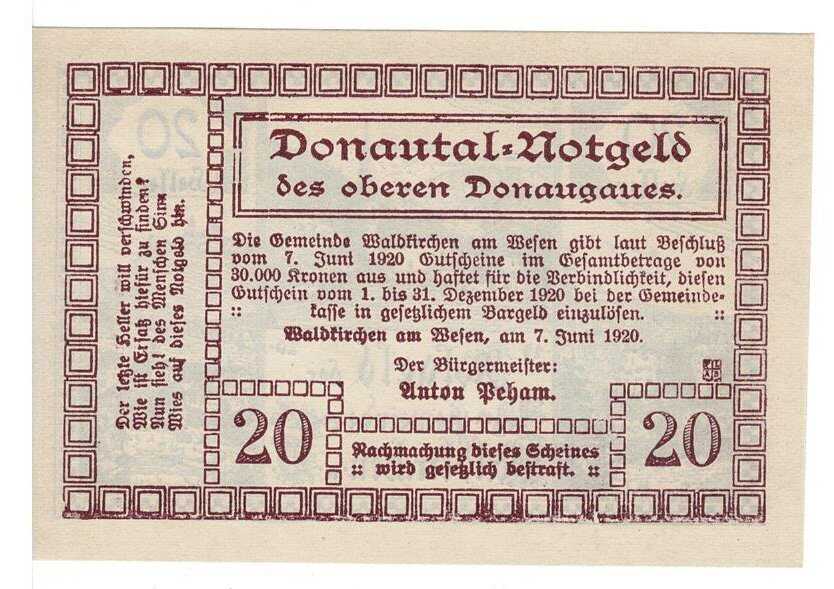 Donautal-Notgeld
des oberen Donaugaues.
Die Gemeinde Waldkirchen am Wesen gibt laut Beschluß
vom 7. Juni 1920 Gutscheine im Gesamtbetrage von
30.000 Kronen aus und haftet für die Verbindlichkeit, diesen
Gutschein vom 1. bis 31. Dezember 1920 bei der Gemeinde-
:: kasse in gesetzlichem Bargeld einzulösen. ::
Waldkirchen am Wesen, am 7. Juni 1920.
Der Bürgermeister:
Anton Peham.
20
Nachmachung dieses Scheines
:: wird gesetzlich bestraft. ::
20
Der letzte Heller will verschwinden,
Wie ist Ersatz hiefür zu finden?
Nun sieh! des Menschen Sinn
Wies auf dieses Notgeld hin.